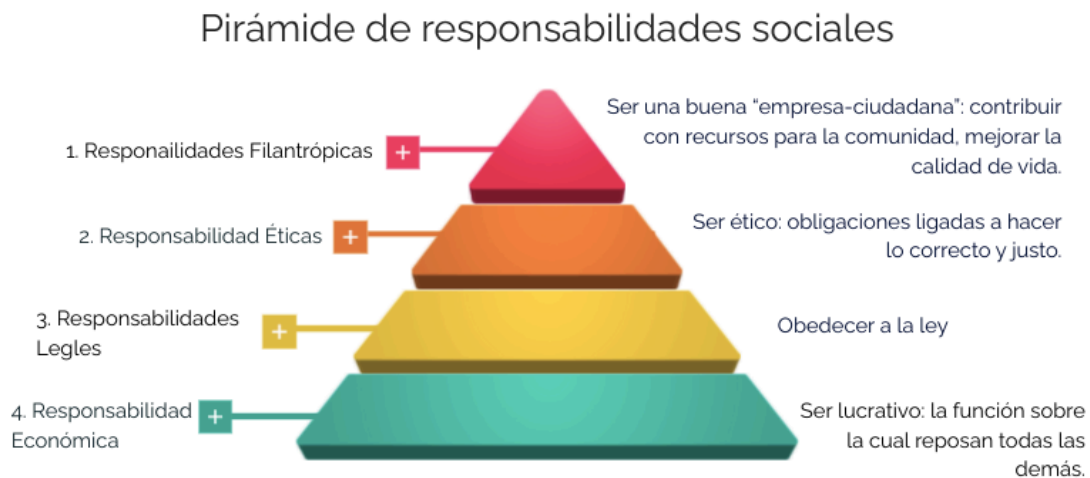 Pirámide de responsabilidades sociales
1. Responailidades Filantrópicas
+
Ser una buena “empresa-ciudadana”: contribuir
con recursos para la comunidad, mejorar la
calidad de vida.
2. Responsabilidad Éticas
+
Ser ético: obligaciones ligadas a hacer
lo correcto y justo.
3. Responsabilidades
Legles
+
Obedecer a la ley
4. Responsabilidad
Económica
+
Ser lucrativo: la función sobre
la cual reposan todas las
demás.